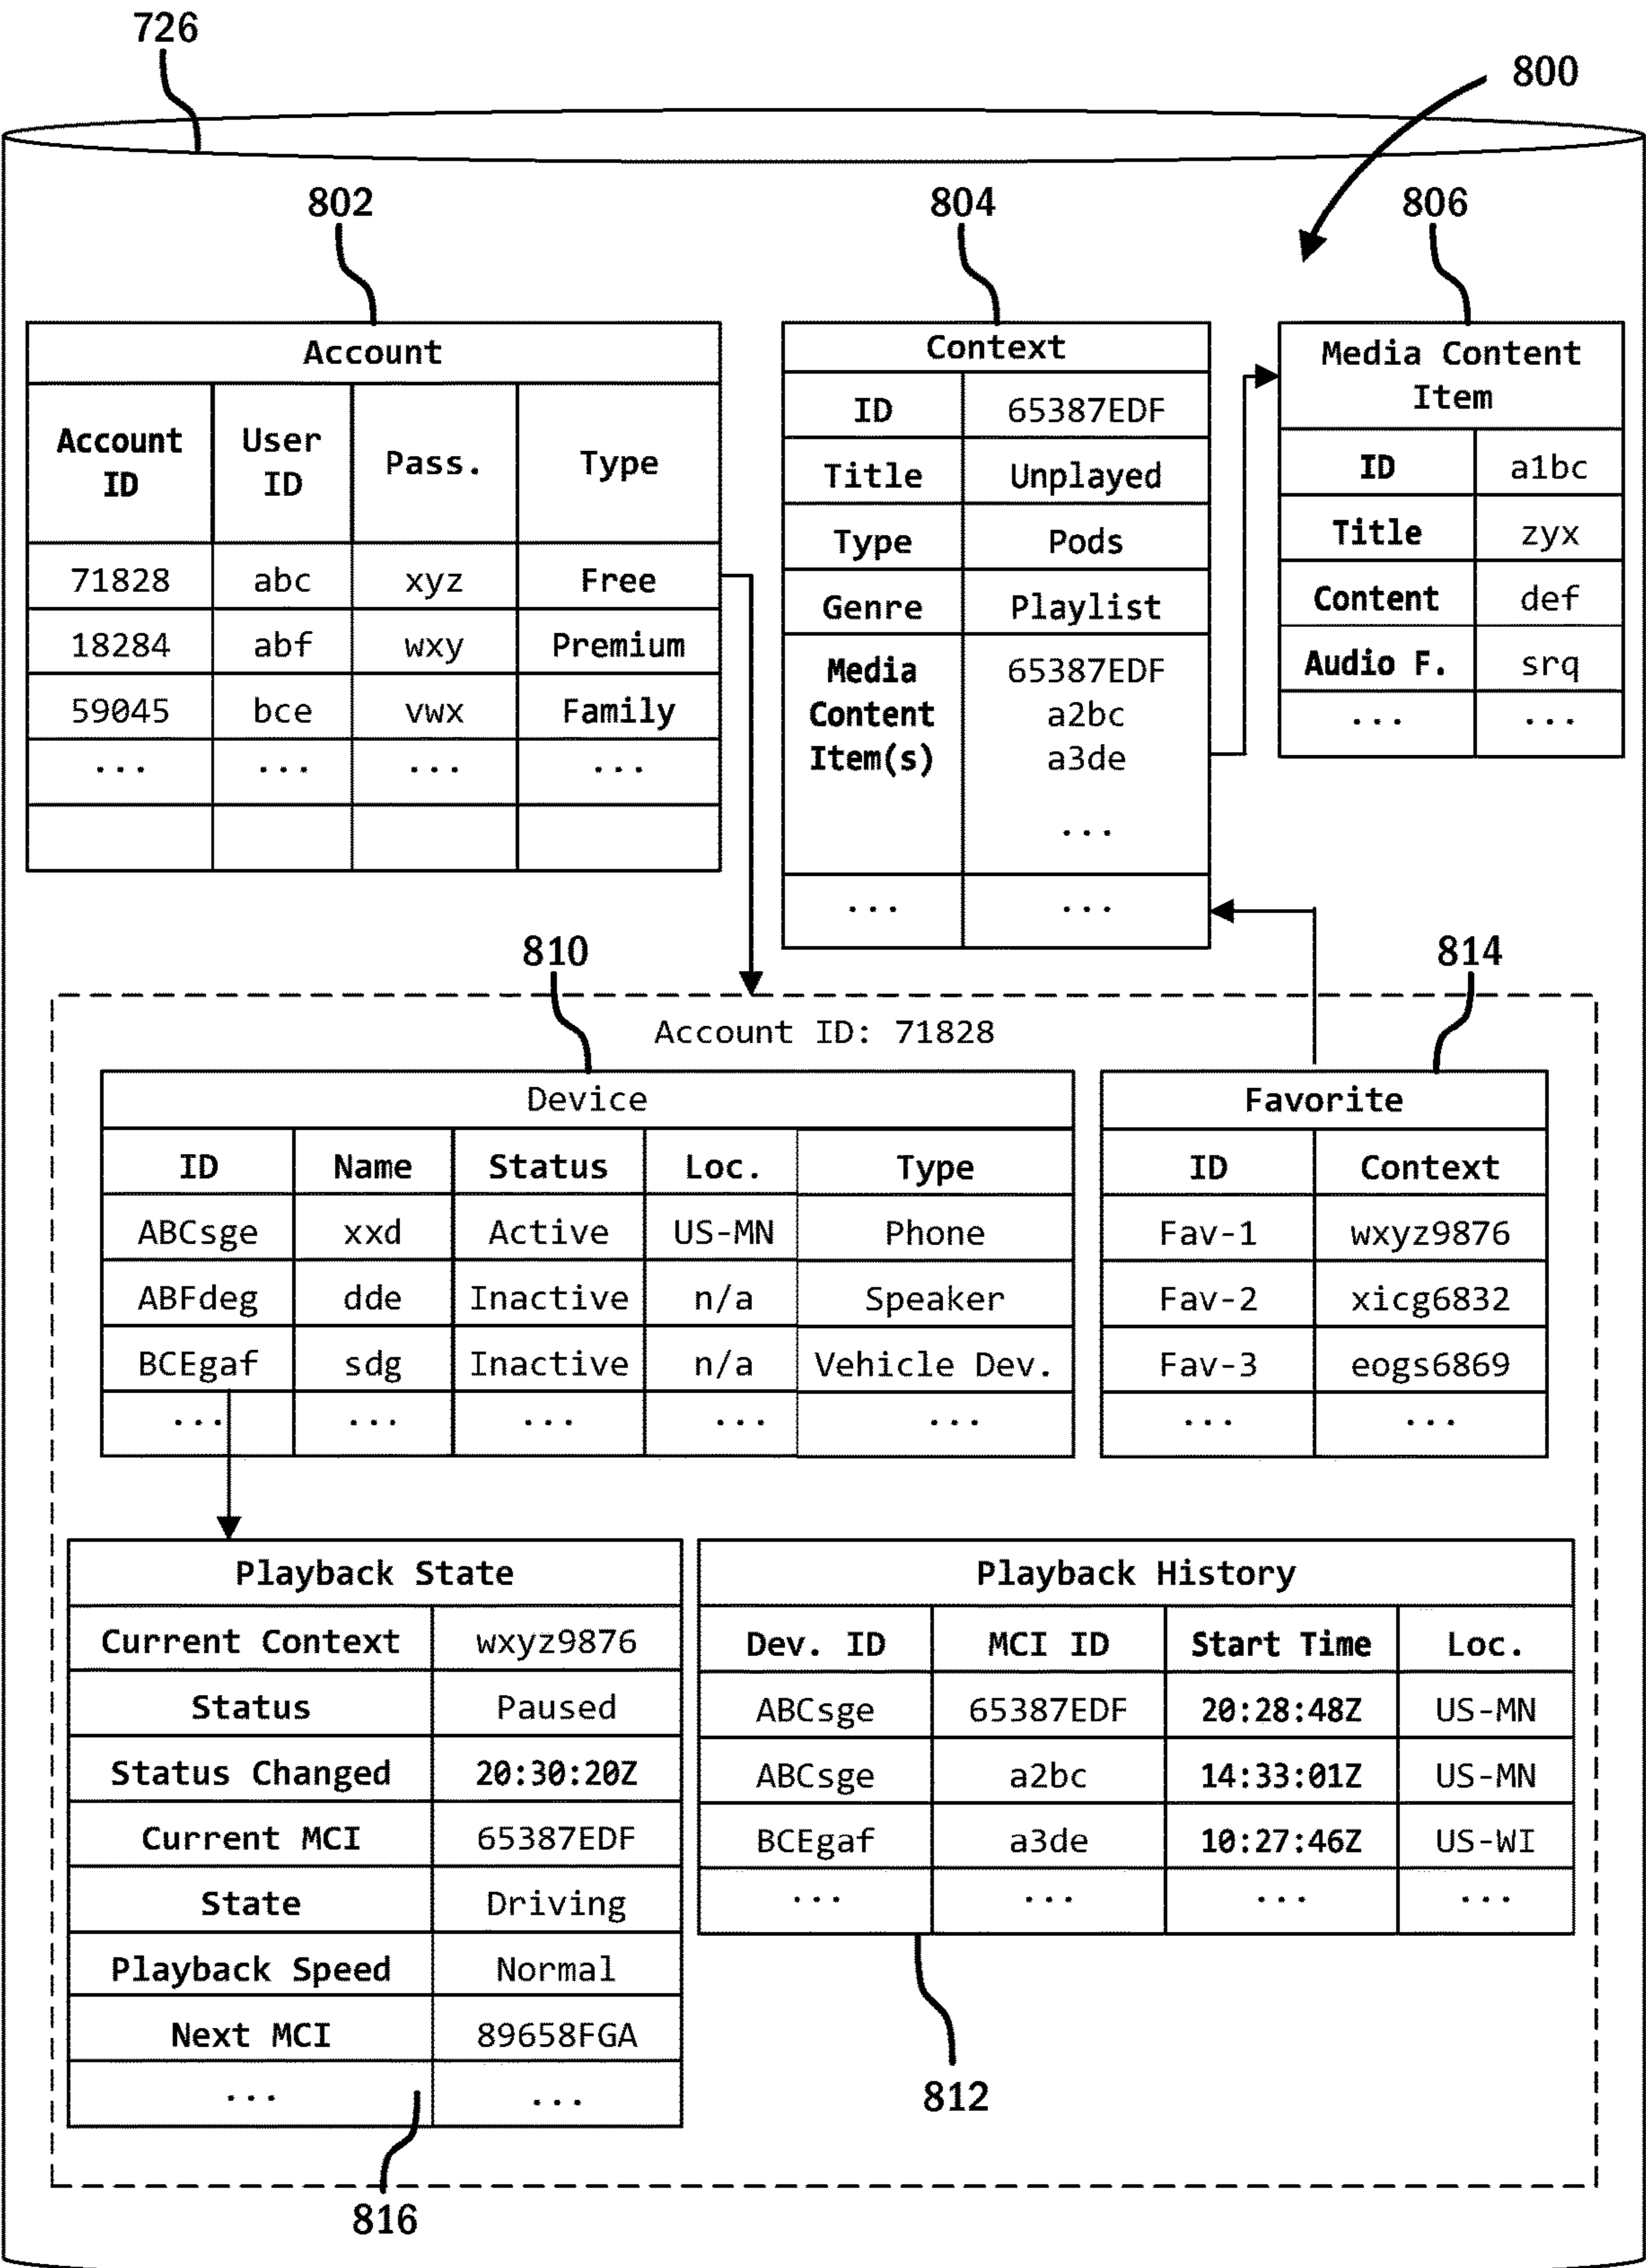 726
800
802
804
806
Account
Account ID User ID Pass. Type
71828 abc xyz Free
18284 abf wxy Premium
59045 bce vwx Family
... ... ... ...
Context
ID 65387EDF
Title Unplayed
Type Pods
Genre Playlist
Media 65387EDF
Content a2bc
Item(s) a3de
...
... ...
Media Content
Item
ID a1bc
Title zyx
Content def
Audio F. srq
... ...
810
814
Account ID: 71828
Device
ID Name Status Loc. Type
ABCsge xxd Active US-MN Phone
ABFdeg dde Inactive n/a Speaker
BCEgaf sdg Inactive n/a Vehicle Dev.
... ... ... ... ...
Favorite
ID Context
Fav-1 wxyz9876
Fav-2 xicg6832
Fav-3 eogs6869
... ...
Playback State
Current Context wxyz9876
Status Paused
Status Changed 20:30:20Z
Current MCI 65387EDF
State Driving
Playback Speed Normal
Next MCI 89658FGA
... ...
Playback History
Dev. ID MCI ID Start Time Loc.
ABCsge 65387EDF 20:28:48Z US-MN
ABCsge a2bc 14:33:01Z US-MN
BCEgaf a3de 10:27:46Z US-WI
... ... ... ...
812
816